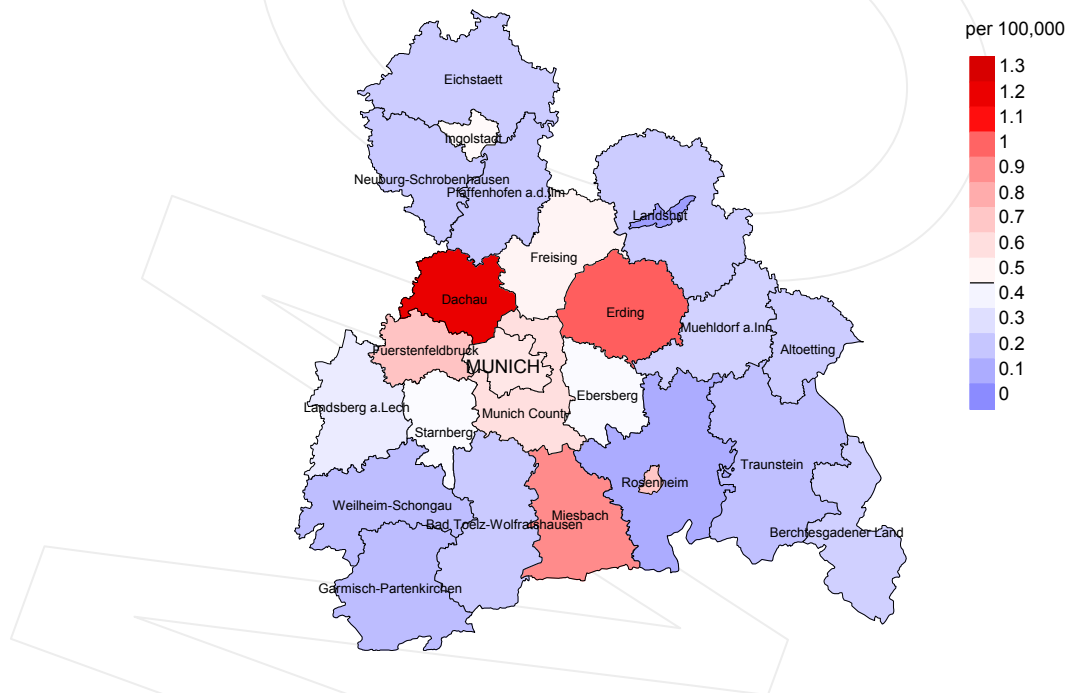 per 100,000
1.3
1.2
1.1
1
0.9
0.8
0.7
0.6
0.5
0.4
0.3
0.2
0.1
0
Eichstaett
Ingolstadt
Neuburg-Schrobenhausen
Pfaffenhofen a.d.Ilm
Landshut
Freising
Dachau
Erding
Muehldorf a.Inn
Altoetting
Fuerstenfeldbruck
MUNICH
Ebersberg
Landsberg a.Lech
Munich County
Starnberg
Traunstein
Rosenheim
Weilheim-Schongau
Miesbach
Bad Toelz-Wolfratshausen
Berchtesgadener Land
Garmisch-Partenkirchen